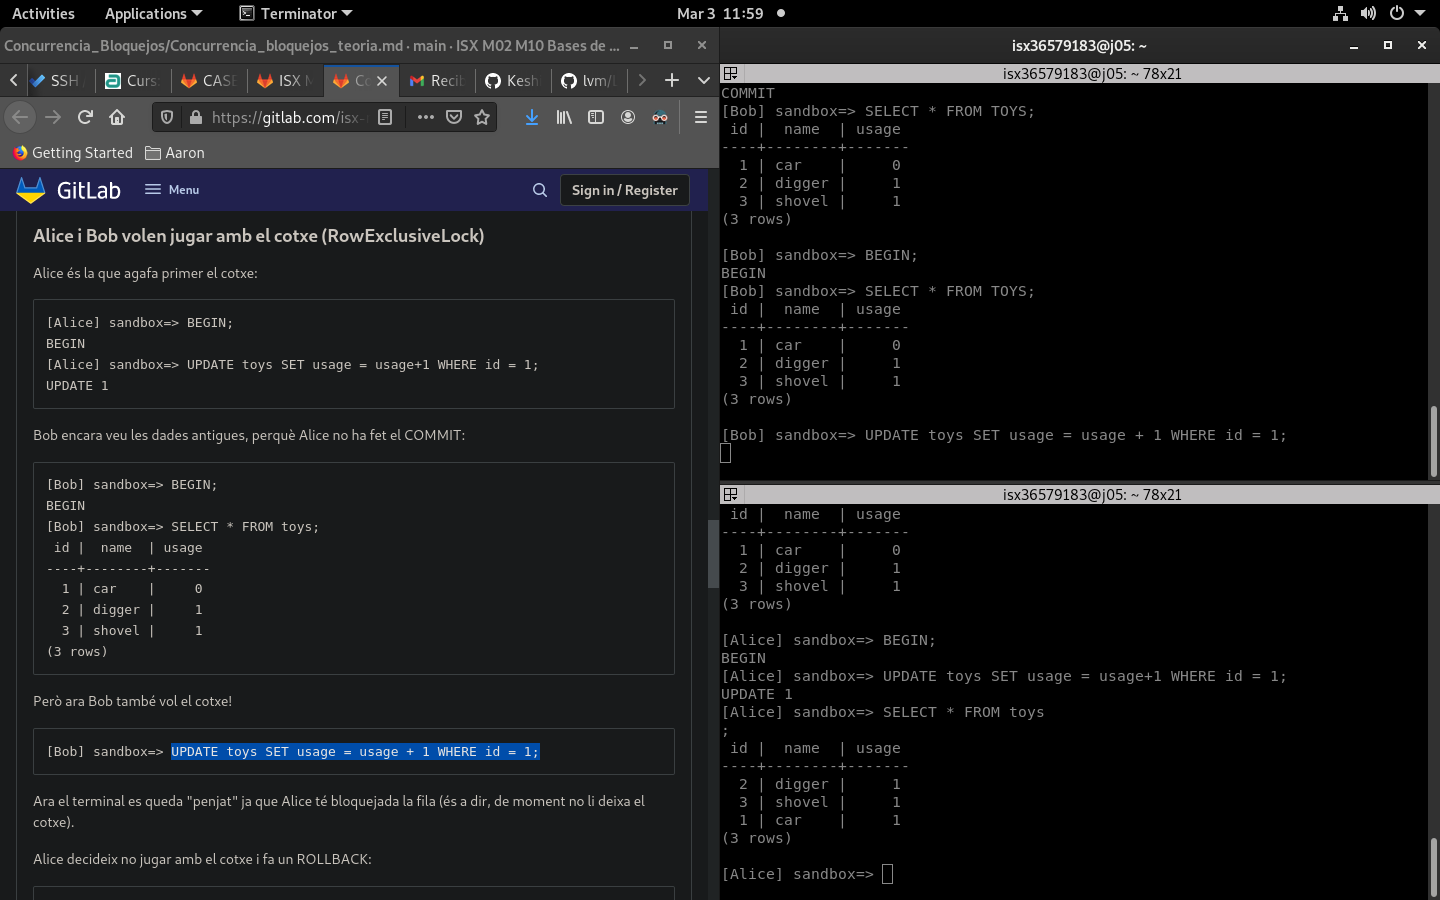 Activities Applications Terminator Mar 3 11:59
Concurrencia_Bloquejos/Concurrencia_bloquejos_teoria.md · main · ISX M02 M10 Bases de ...
SSH Curs CASE ISX M Co Recib Kesh lvm/l
https://gitlab.com/isx-
Getting Started Aaron
GitLab Menu Sign in / Register
Alice i Bob volen jugar amb el cotxe (RowExclusiveLock)
Alice és la que agafa primer el cotxe:
[Alice] sandbox=> BEGIN;
BEGIN
[Alice] sandbox=> UPDATE toys SET usage = usage+1 WHERE id = 1;
UPDATE 1
Bob encara veu les dades antigues, perquè Alice no ha fet el COMMIT:
[Bob] sandbox=> BEGIN;
BEGIN
[Bob] sandbox=> SELECT * FROM toys;
 id |  name  | usage
----+--------+-------
  1 | car    |     0
  2 | digger |     1
  3 | shovel |     1
(3 rows)
Però ara Bob també vol el cotxe!
[Bob] sandbox=> UPDATE toys SET usage = usage + 1 WHERE id = 1;
Ara el terminal es queda "penjat" ja que Alice té bloquejada la fila (és a dir, de moment no li deixa el
cotxe).
Alice decideix no jugar amb el cotxe i fa un ROLLBACK:
isx36579183@j05: ~
isx36579183@j05: ~ 78x21
COMMIT
[Bob] sandbox=> SELECT * FROM TOYS;
 id |  name  | usage
----+--------+-------
  1 | car    |     0
  2 | digger |     1
  3 | shovel |     1
(3 rows)
[Bob] sandbox=> BEGIN;
BEGIN
[Bob] sandbox=> SELECT * FROM TOYS;
 id |  name  | usage
----+--------+-------
  1 | car    |     0
  2 | digger |     1
  3 | shovel |     1
(3 rows)
[Bob] sandbox=> UPDATE toys SET usage = usage + 1 WHERE id = 1;
isx36579183@j05: ~ 78x21
 id |  name  | usage
----+--------+-------
  1 | car    |     0
  2 | digger |     1
  3 | shovel |     1
(3 rows)
[Alice] sandbox=> BEGIN;
BEGIN
[Alice] sandbox=> UPDATE toys SET usage = usage+1 WHERE id = 1;
UPDATE 1
[Alice] sandbox=> SELECT * FROM toys
;
 id |  name  | usage
----+--------+-------
  2 | digger |     1
  3 | shovel |     1
  1 | car    |     1
(3 rows)
[Alice] sandbox=>